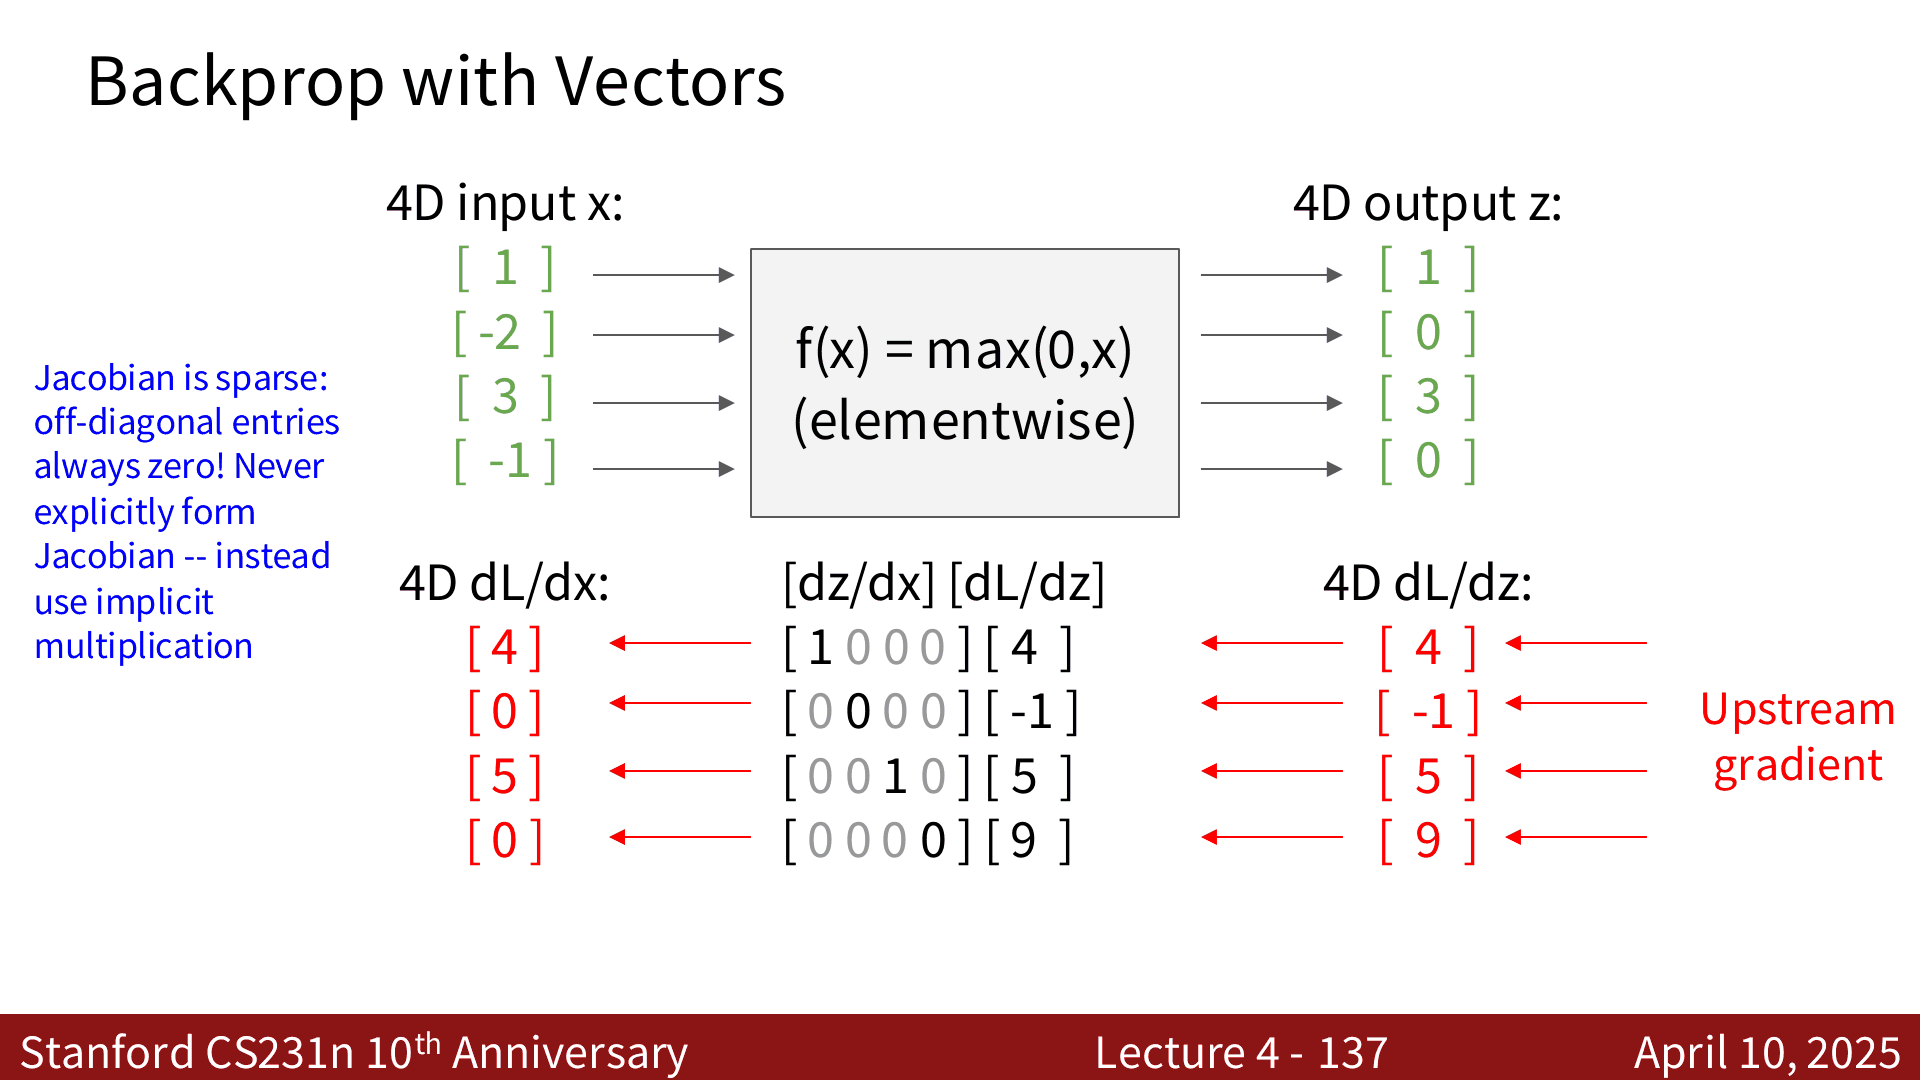 Backprop with Vectors
4D input x:
[ 1 ]
[ -2 ]
[ 3 ]
[ -1 ]
f(x) = max(0,x)
(elementwise)
4D output z:
[ 1 ]
[ 0 ]
[ 3 ]
[ 0 ]
Jacobian is sparse:
off-diagonal entries
always zero! Never
explicitly form
Jacobian -- instead
use implicit
multiplication
4D dL/dx:
[ 4 ]
[ 0 ]
[ 5 ]
[ 0 ]
[dz/dx] [dL/dz]
[ 1 0 0 0 ] [ 4 ]
[ 0 0 0 0 ] [ -1 ]
[ 0 0 1 0 ] [ 5 ]
[ 0 0 0 0 ] [ 9 ]
4D dL/dz:
[ 4 ]
[ -1 ]
[ 5 ]
[ 9 ]
Upstream
gradient
Stanford CS231n 10th Anniversary
Lecture 4 - 137
April 10, 2025